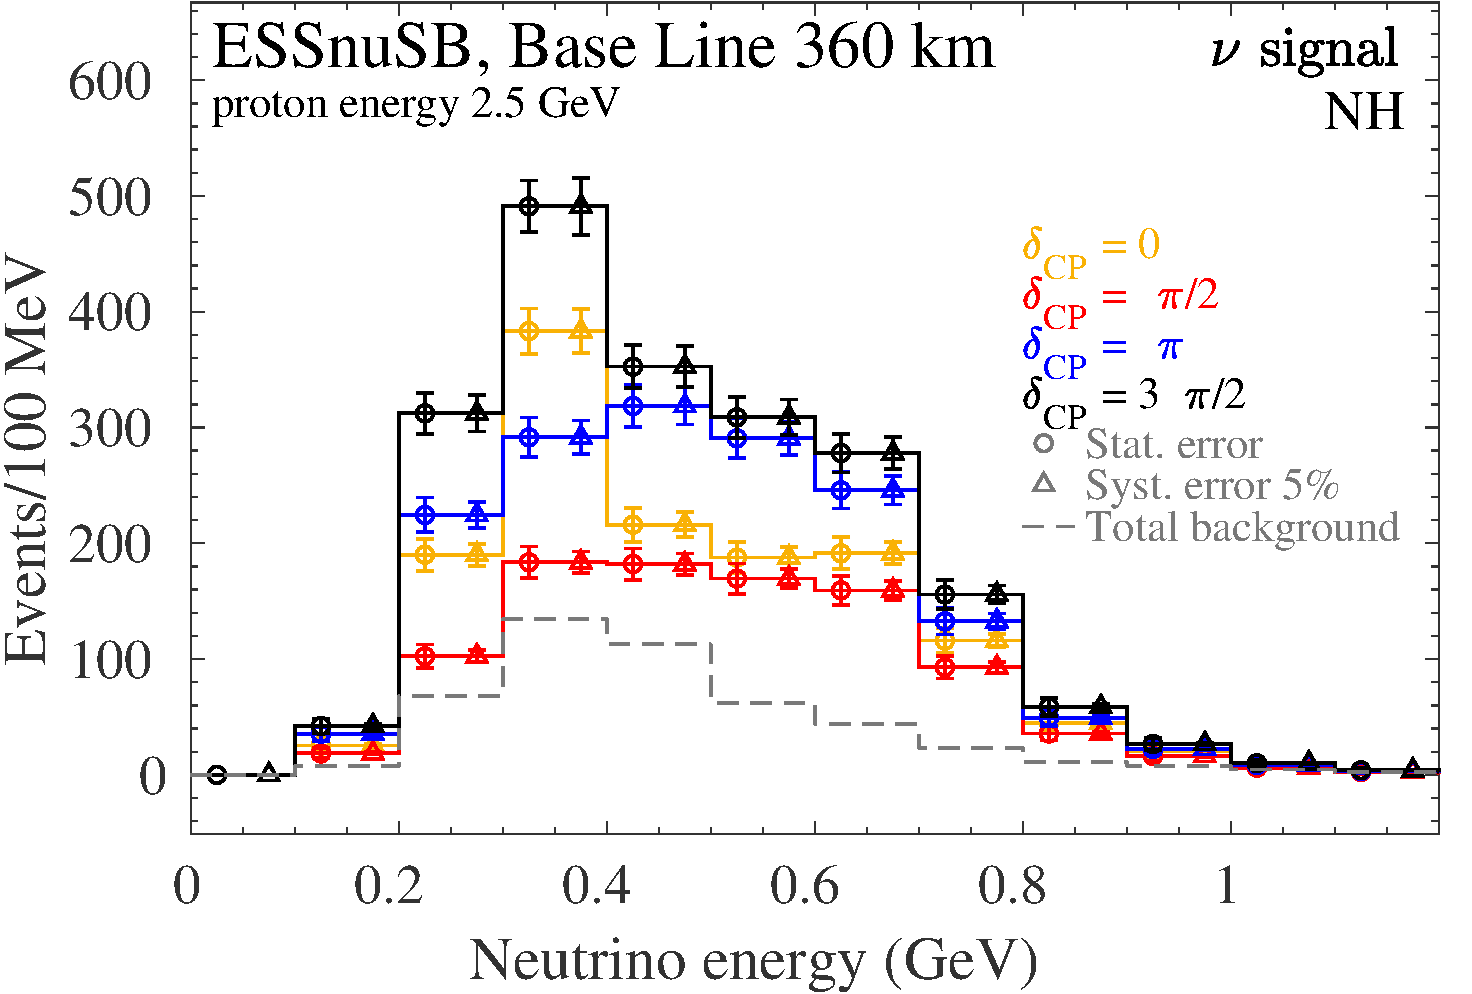 ESSnuSB, Base Line 360 km
proton energy 2.5 GeV
ν signal
NH
δCP = 0
δCP = π/2
δCP = π
δCP = 3 π/2
Stat. error
Syst. error 5%
Total background
Events/100 MeV
600
500
400
300
200
100
0
0 0.2 0.4 0.6 0.8 1
Neutrino energy (GeV)